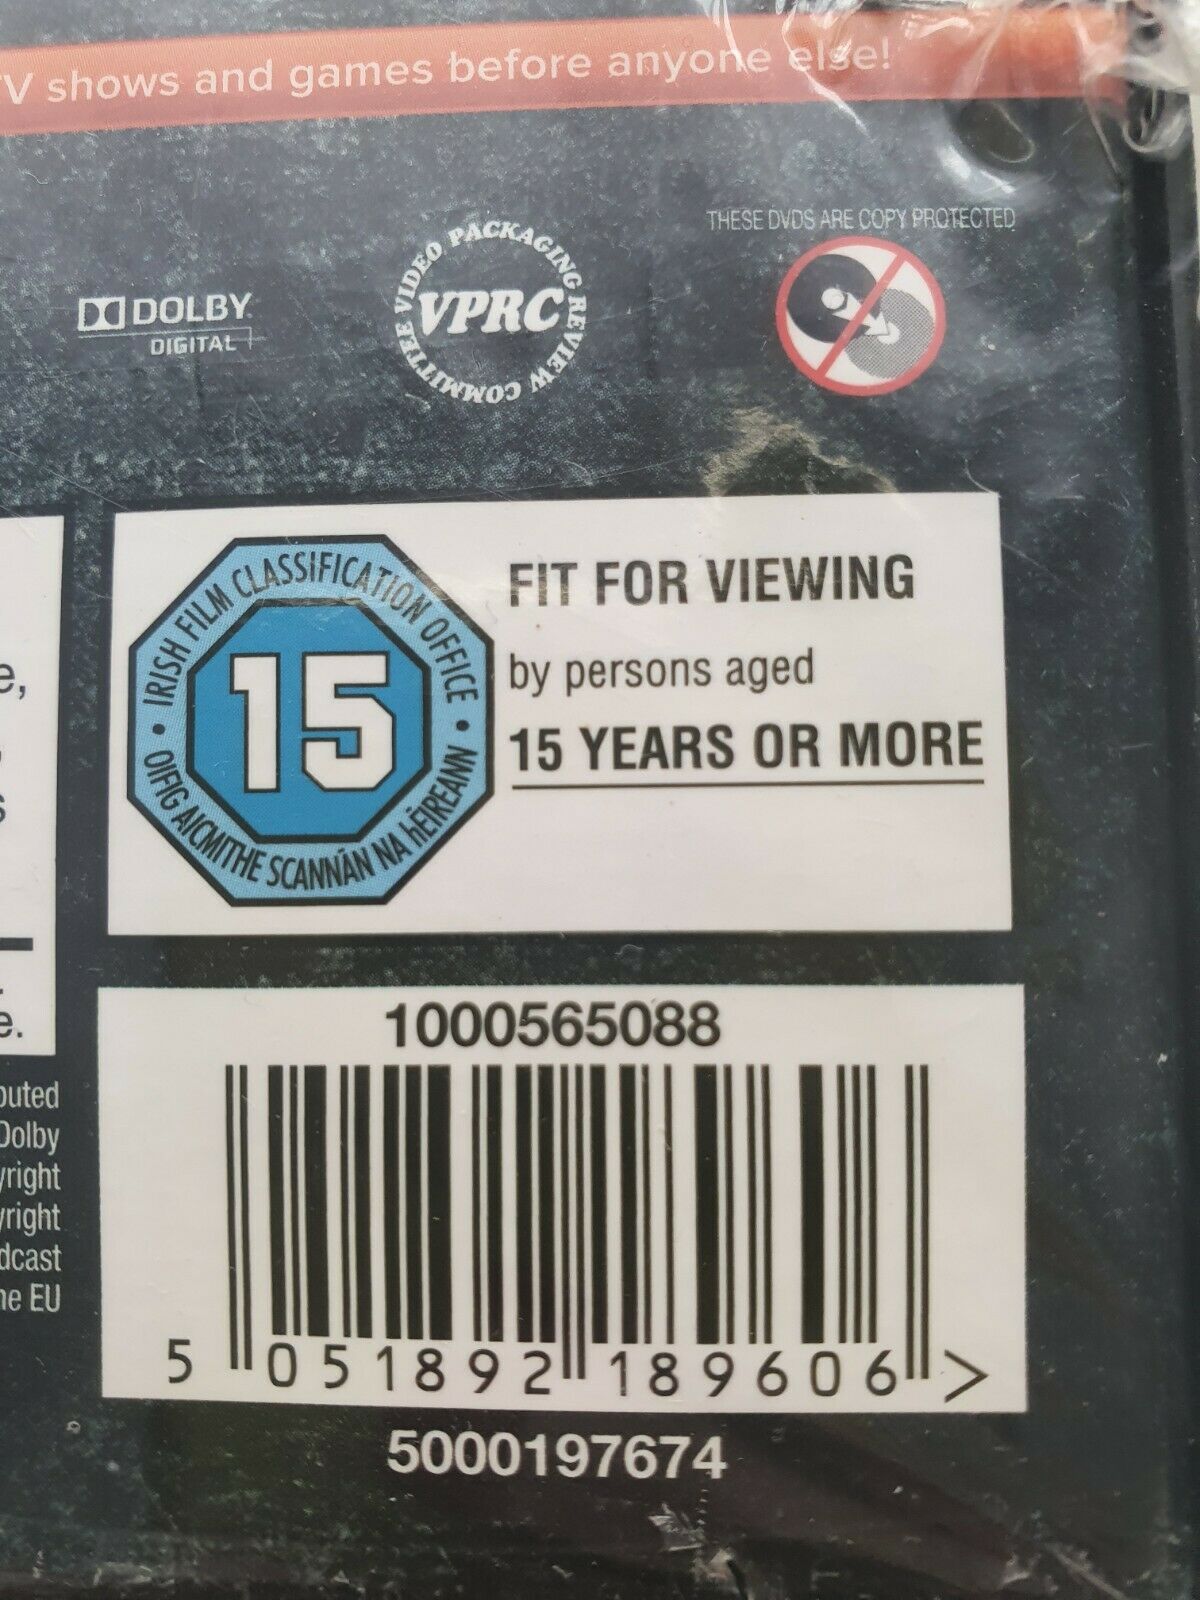 TV shows and games before anyone else!
THESE DVDS ARE COPY PROTECTED
DOLBY
DIGITAL
VIDEO PACKAGING REVIEW COMMITTEE
VPRC
IRISH FILM CLASSIFICATION OFFICE
15
OIFIG AICMITHE SCANNÁN NA hÉIREANN
FIT FOR VIEWING
by persons aged
15 YEARS OR MORE
e,
s
e.
1000565088
buted
Dolby
yright
yright
dcast
he EU
5 051892 189606 >
5000197674